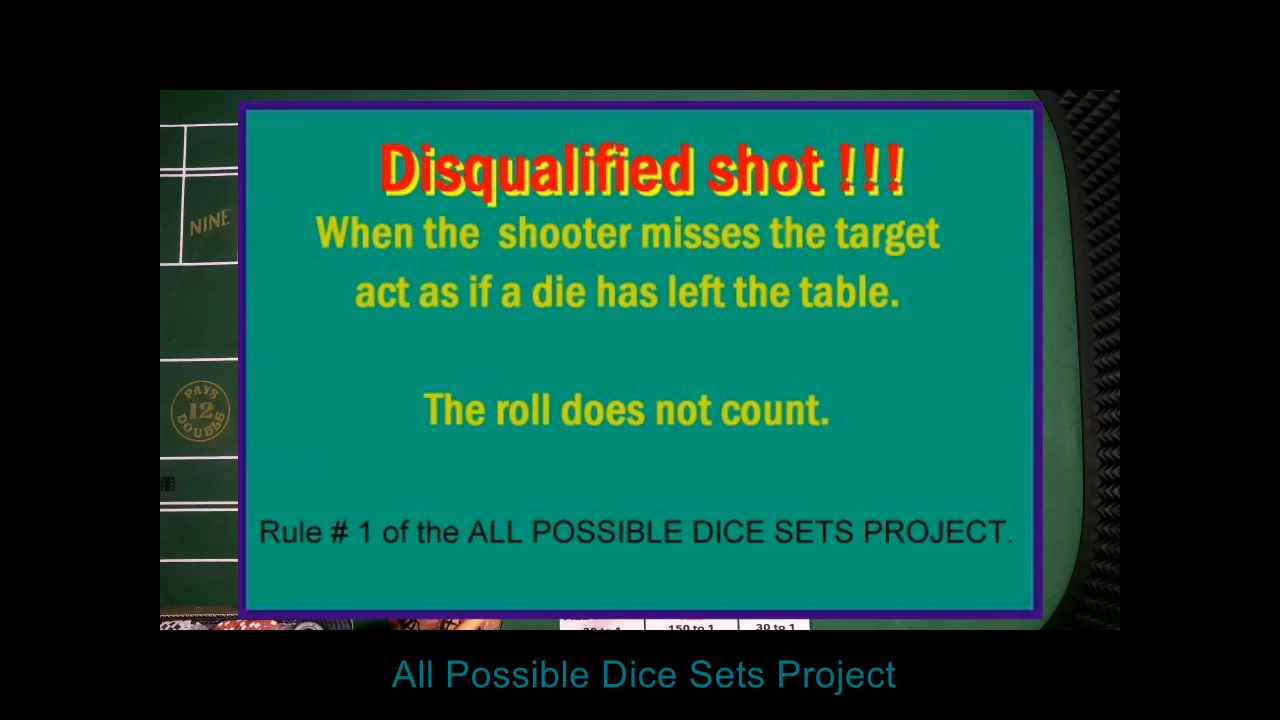 Disqualified shot !!!
When the shooter misses the target
act as if a die has left the table.
NINE
PAYS
12
DOUBLE
The roll does not count.
Rule # 1 of the ALL POSSIBLE DICE SETS PROJECT.
150 to 1
30 to 1
All Possible Dice Sets Project